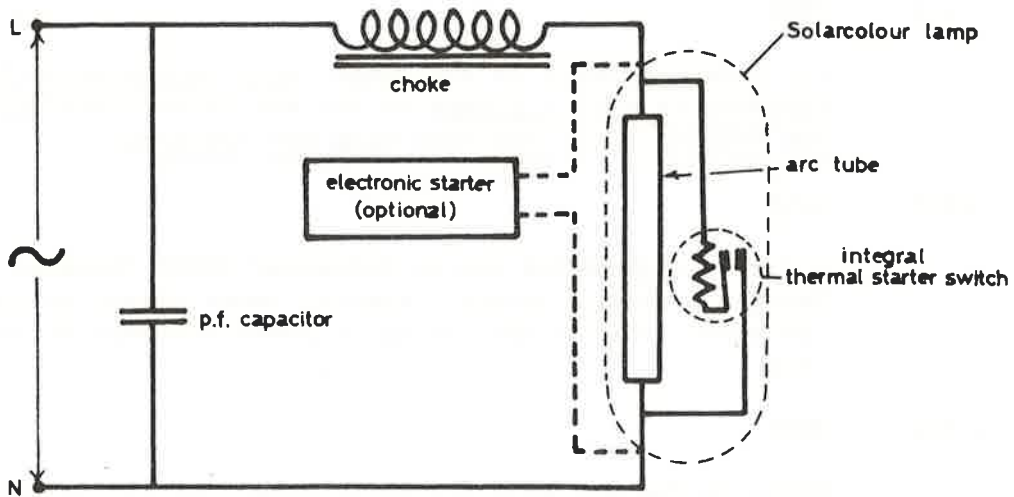 L
Solarcolour lamp
choke
arc tube
electronic starter
(optional)
integral
thermal starter switch
p.f. capacitor
N